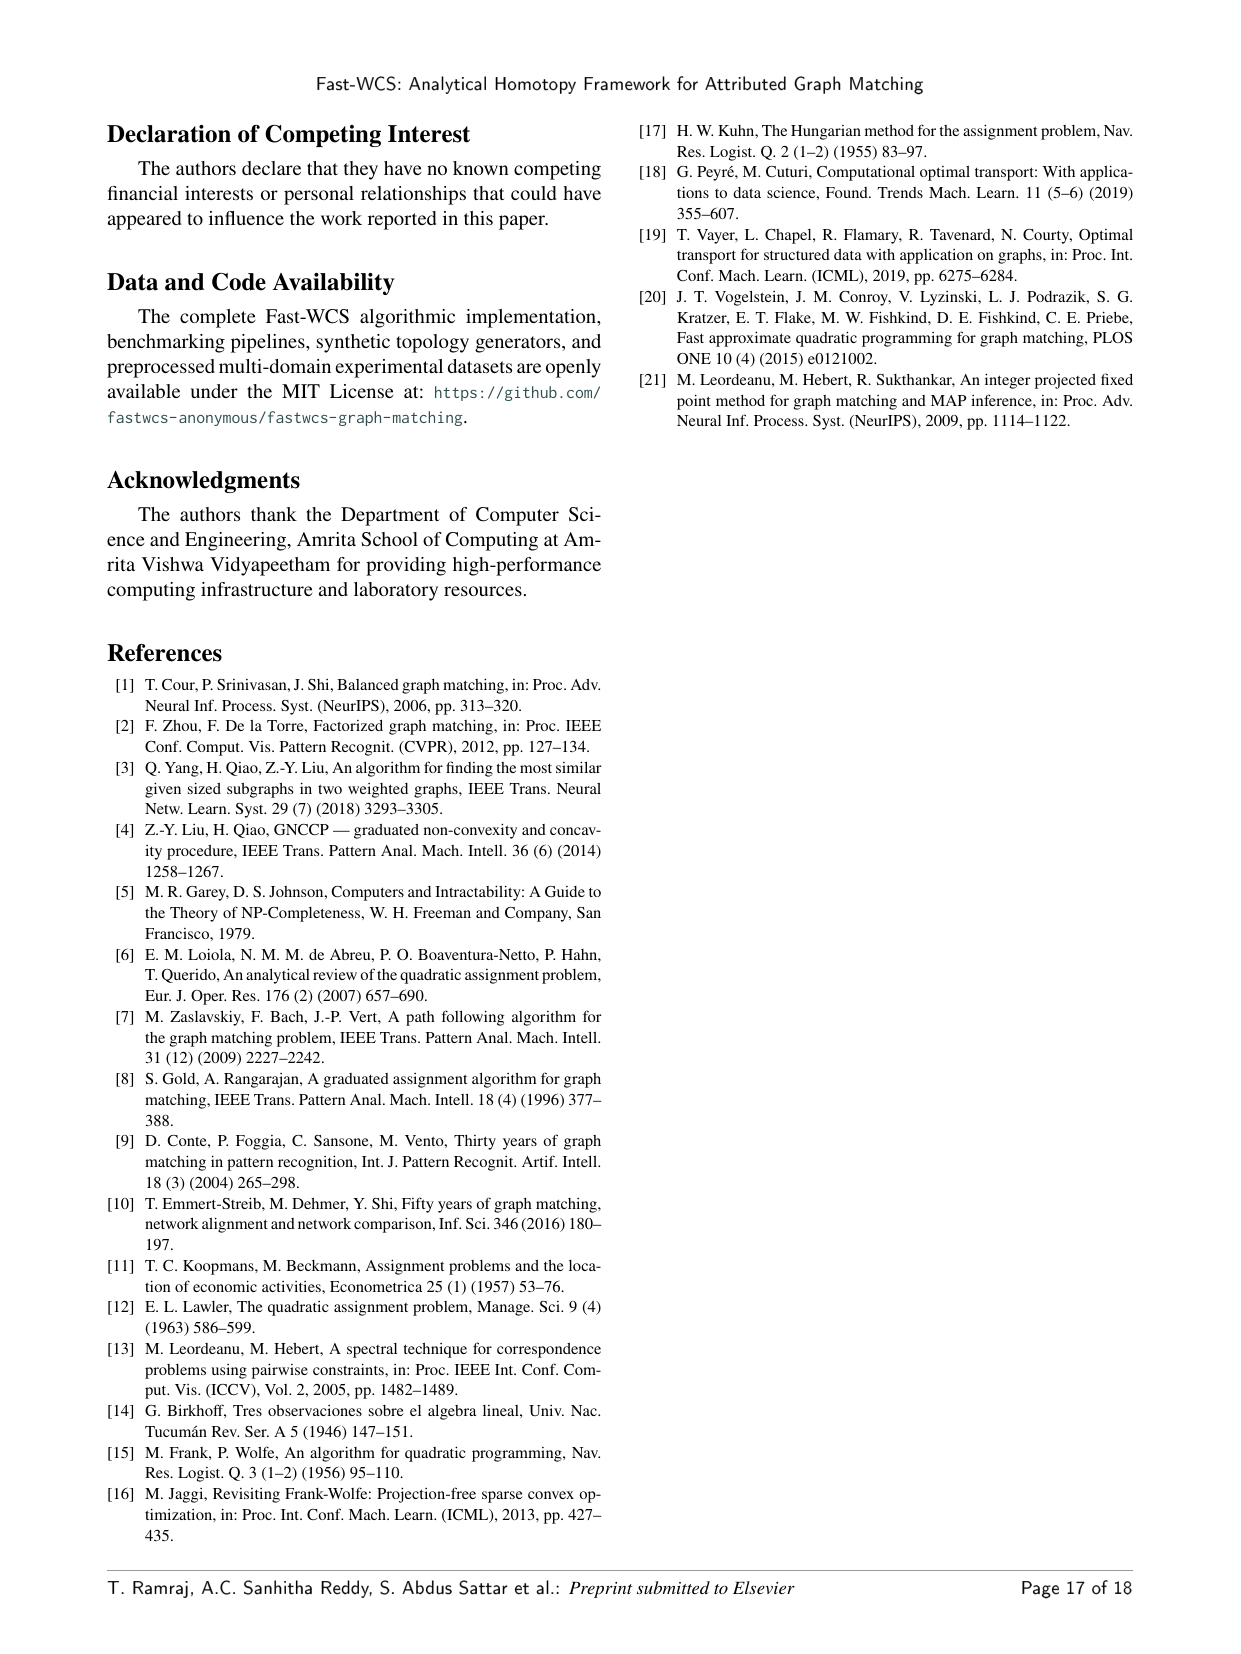 Fast-WCS: Analytical Homotopy Framework for Attributed Graph Matching
Declaration of Competing Interest
The authors declare that they have no known competing
financial interests or personal relationships that could have
appeared to influence the work reported in this paper.
Data and Code Availability
The complete Fast-WCS algorithmic implementation,
benchmarking pipelines, synthetic topology generators, and
preprocessed multi-domain experimental datasets are openly
available under the MIT License at: https://github.com/
fastwcs-anonymous/fastwcs-graph-matching.
Acknowledgments
The authors thank the Department of Computer Sci-
ence and Engineering, Amrita School of Computing at Am-
rita Vishwa Vidyapeetham for providing high-performance
computing infrastructure and laboratory resources.
References
[1] T. Cour, P. Srinivasan, J. Shi, Balanced graph matching, in: Proc. Adv.
Neural Inf. Process. Syst. (NeurIPS), 2006, pp. 313–320.
[2] F. Zhou, F. De la Torre, Factorized graph matching, in: Proc. IEEE
Conf. Comput. Vis. Pattern Recognit. (CVPR), 2012, pp. 127–134.
[3] Q. Yang, H. Qiao, Z.-Y. Liu, An algorithm for finding the most similar
given sized subgraphs in two weighted graphs, IEEE Trans. Neural
Netw. Learn. Syst. 29 (7) (2018) 3293–3305.
[4] Z.-Y. Liu, H. Qiao, GNCCP — graduated non-convexity and concav-
ity procedure, IEEE Trans. Pattern Anal. Mach. Intell. 36 (6) (2014)
1258–1267.
[5] M. R. Garey, D. S. Johnson, Computers and Intractability: A Guide to
the Theory of NP-Completeness, W. H. Freeman and Company, San
Francisco, 1979.
[6] E. M. Loiola, N. M. M. de Abreu, P. O. Boaventura-Netto, P. Hahn,
T. Querido, An analytical review of the quadratic assignment problem,
Eur. J. Oper. Res. 176 (2) (2007) 657–690.
[7] M. Zaslavskiy, F. Bach, J.-P. Vert, A path following algorithm for
the graph matching problem, IEEE Trans. Pattern Anal. Mach. Intell.
31 (12) (2009) 2227–2242.
[8] S. Gold, A. Rangarajan, A graduated assignment algorithm for graph
matching, IEEE Trans. Pattern Anal. Mach. Intell. 18 (4) (1996) 377–
388.
[9] D. Conte, P. Foggia, C. Sansone, M. Vento, Thirty years of graph
matching in pattern recognition, Int. J. Pattern Recognit. Artif. Intell.
18 (3) (2004) 265–298.
[10] T. Emmert-Streib, M. Dehmer, Y. Shi, Fifty years of graph matching,
network alignment and network comparison, Inf. Sci. 346 (2016) 180–
197.
[11] T. C. Koopmans, M. Beckmann, Assignment problems and the loca-
tion of economic activities, Econometrica 25 (1) (1957) 53–76.
[12] E. L. Lawler, The quadratic assignment problem, Manage. Sci. 9 (4)
(1963) 586–599.
[13] M. Leordeanu, M. Hebert, A spectral technique for correspondence
problems using pairwise constraints, in: Proc. IEEE Int. Conf. Com-
put. Vis. (ICCV), Vol. 2, 2005, pp. 1482–1489.
[14] G. Birkhoff, Tres observaciones sobre el algebra lineal, Univ. Nac.
Tucumán Rev. Ser. A 5 (1946) 147–151.
[15] M. Frank, P. Wolfe, An algorithm for quadratic programming, Nav.
Res. Logist. Q. 3 (1–2) (1956) 95–110.
[16] M. Jaggi, Revisiting Frank-Wolfe: Projection-free sparse convex op-
timization, in: Proc. Int. Conf. Mach. Learn. (ICML), 2013, pp. 427–
435.
[17] H. W. Kuhn, The Hungarian method for the assignment problem, Nav.
Res. Logist. Q. 2 (1–2) (1955) 83–97.
[18] G. Peyré, M. Cuturi, Computational optimal transport: With applica-
tions to data science, Found. Trends Mach. Learn. 11 (5–6) (2019)
355–607.
[19] T. Vayer, L. Chapel, R. Flamary, R. Tavenard, N. Courty, Optimal
transport for structured data with application on graphs, in: Proc. Int.
Conf. Mach. Learn. (ICML), 2019, pp. 6275–6284.
[20] J. T. Vogelstein, J. M. Conroy, V. Lyzinski, L. J. Podrazik, S. G.
Kratzer, E. T. Flake, M. W. Fishkind, D. E. Fishkind, C. E. Priebe,
Fast approximate quadratic programming for graph matching, PLOS
ONE 10 (4) (2015) e0121002.
[21] M. Leordeanu, M. Hebert, R. Sukthankar, An integer projected fixed
point method for graph matching and MAP inference, in: Proc. Adv.
Neural Inf. Process. Syst. (NeurIPS), 2009, pp. 1114–1122.
T. Ramraj, A.C. Sanhitha Reddy, S. Abdus Sattar et al.: Preprint submitted to Elsevier Page 17 of 18